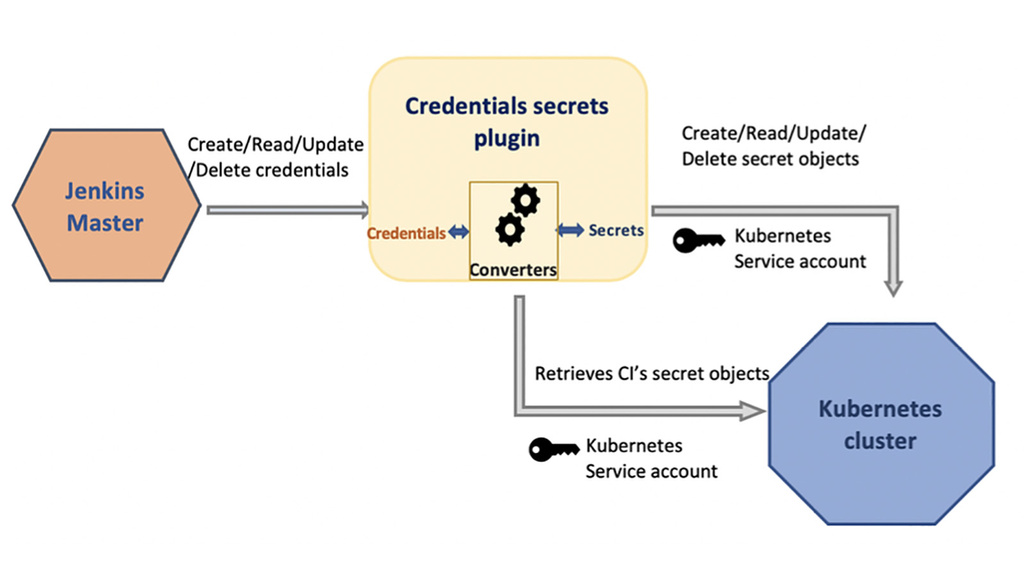 Credentials secrets
plugin
Jenkins
Master
Create/Read/Update
/Delete credentials
Create/Read/Update/
Delete secret objects
Credentials
Secrets
Converters
Kubernetes
Service account
Retrieves CI's secret objects
Kubernetes
Service account
Kubernetes
cluster